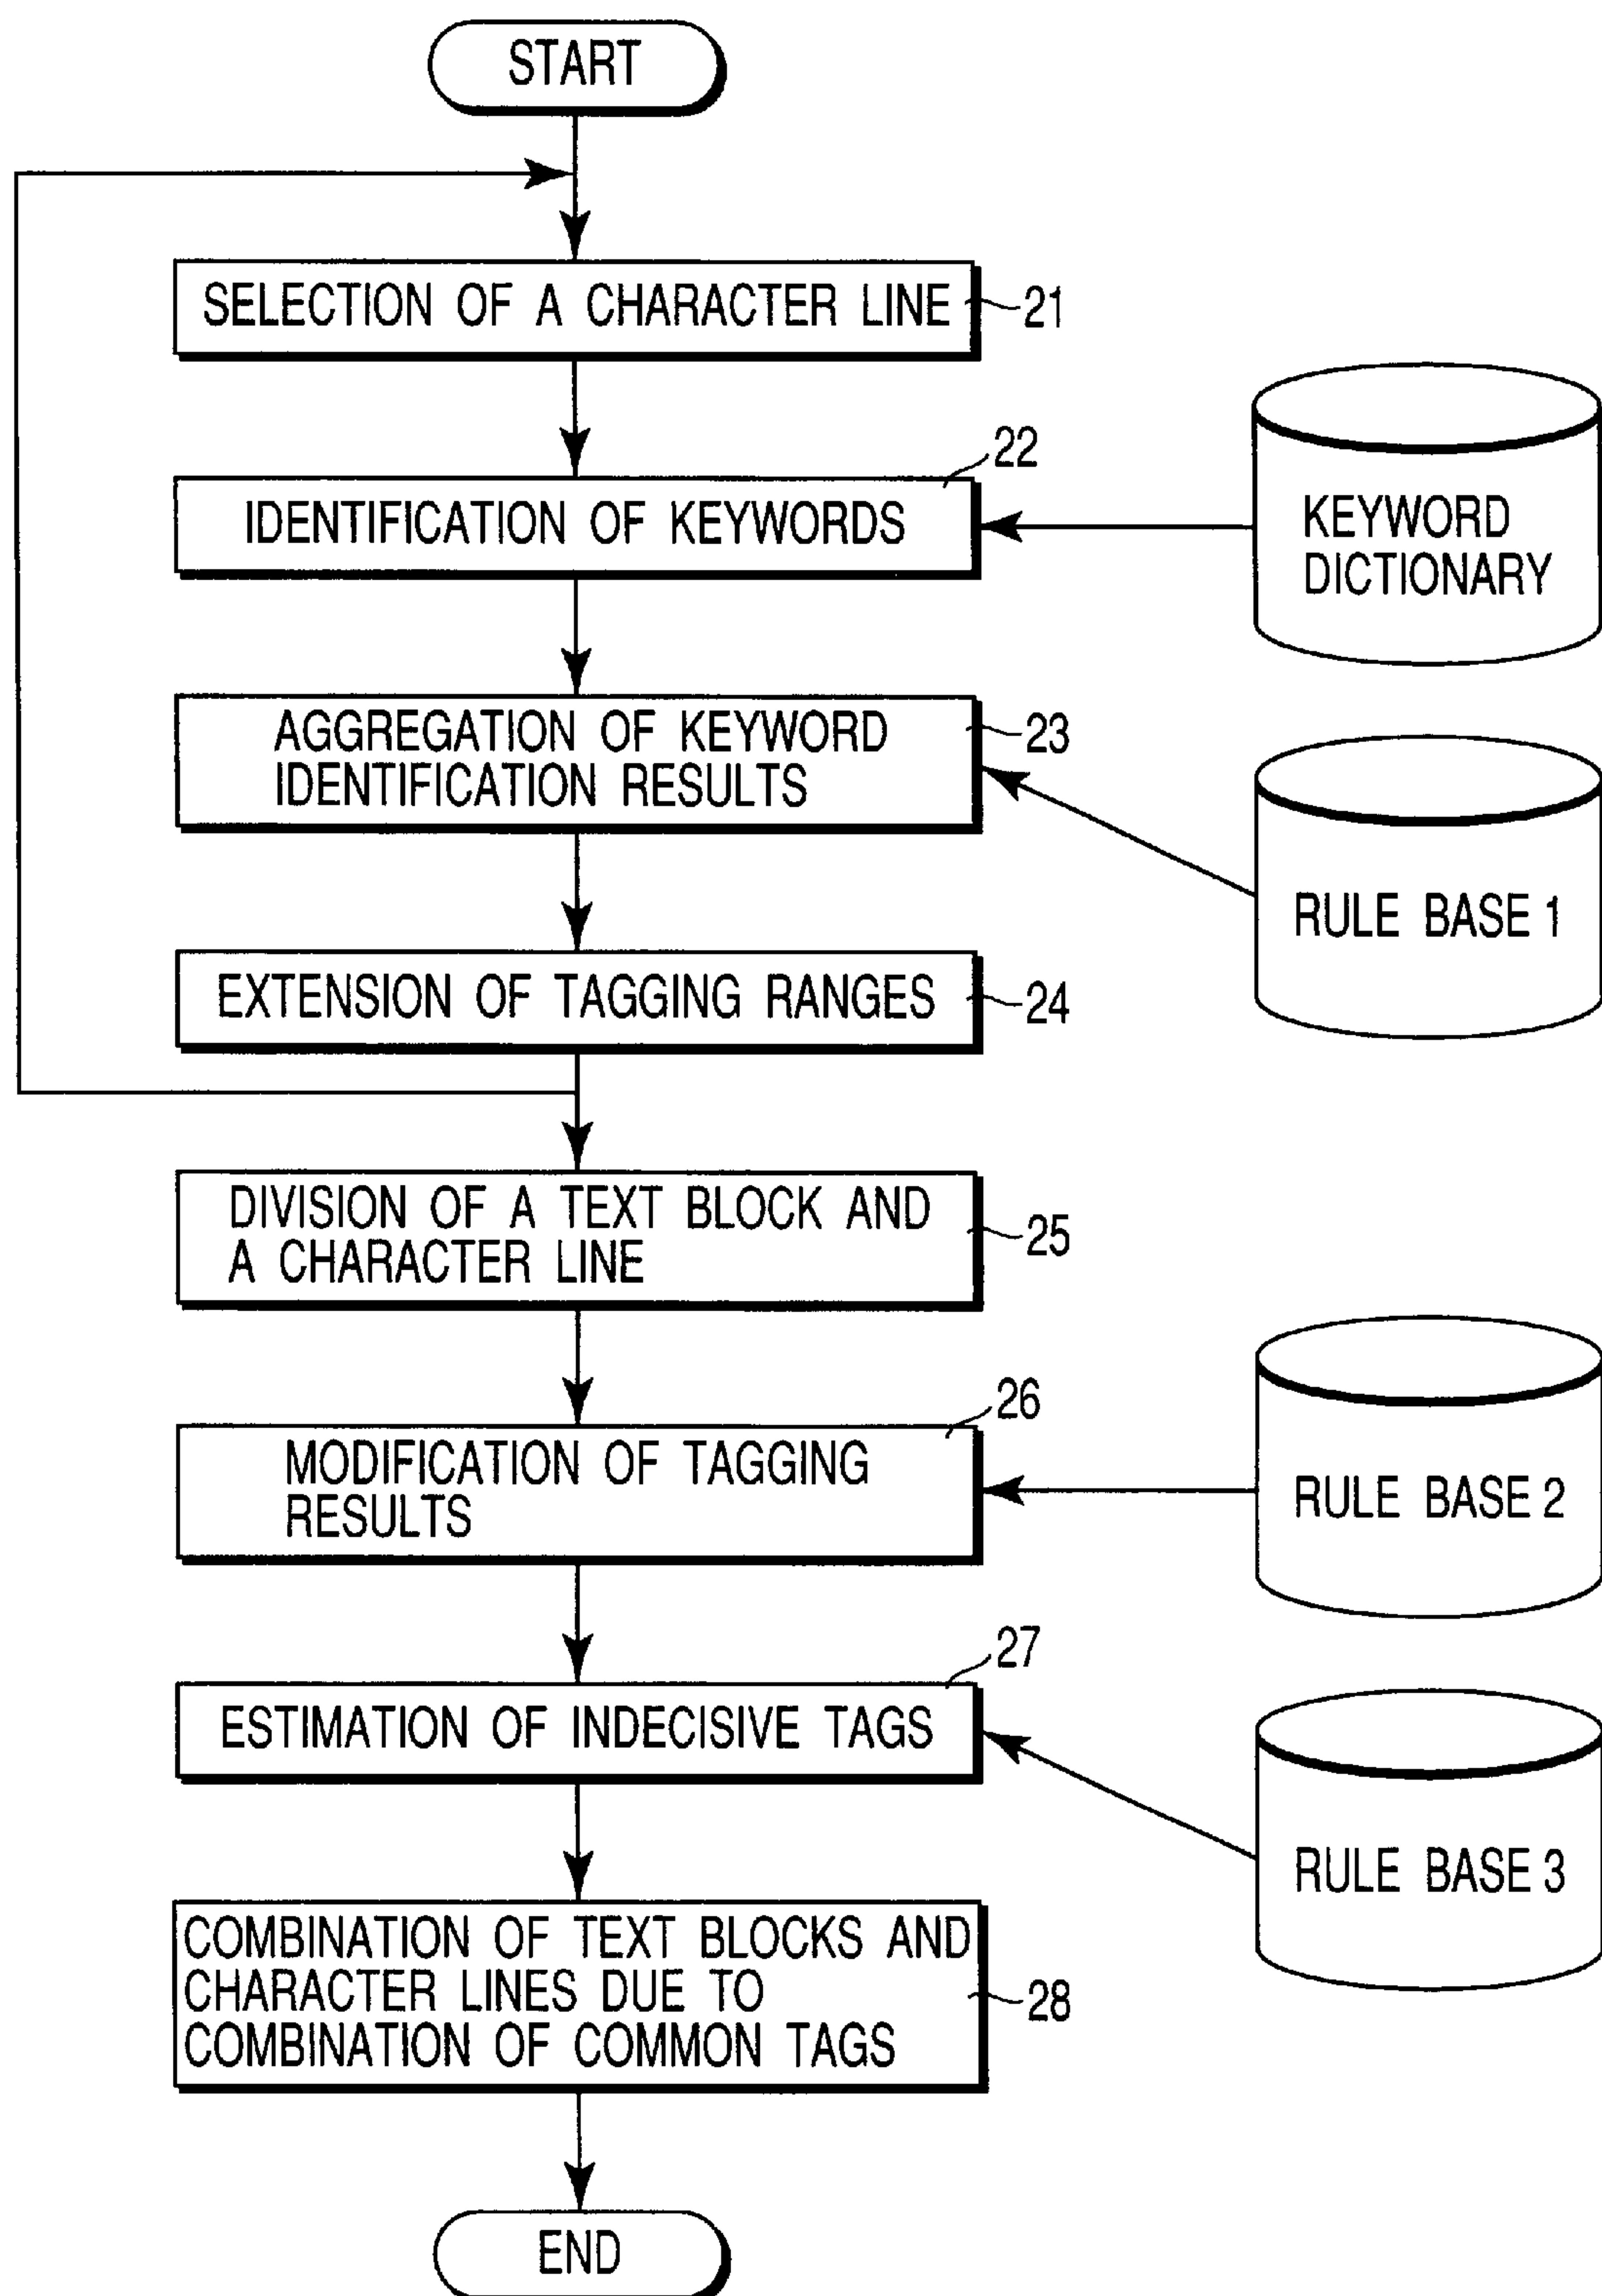 START
SELECTION OF A CHARACTER LINE
21
22
IDENTIFICATION OF KEYWORDS
KEYWORD
DICTIONARY
AGGREGATION OF KEYWORD
IDENTIFICATION RESULTS
23
RULE BASE 1
EXTENSION OF TAGGING RANGES
24
DIVISION OF A TEXT BLOCK AND
A CHARACTER LINE
25
26
MODIFICATION OF TAGGING
RESULTS
RULE BASE 2
27
ESTIMATION OF INDECISIVE TAGS
RULE BASE 3
COMBINATION OF TEXT BLOCKS AND
CHARACTER LINES DUE TO
COMBINATION OF COMMON TAGS
28
END